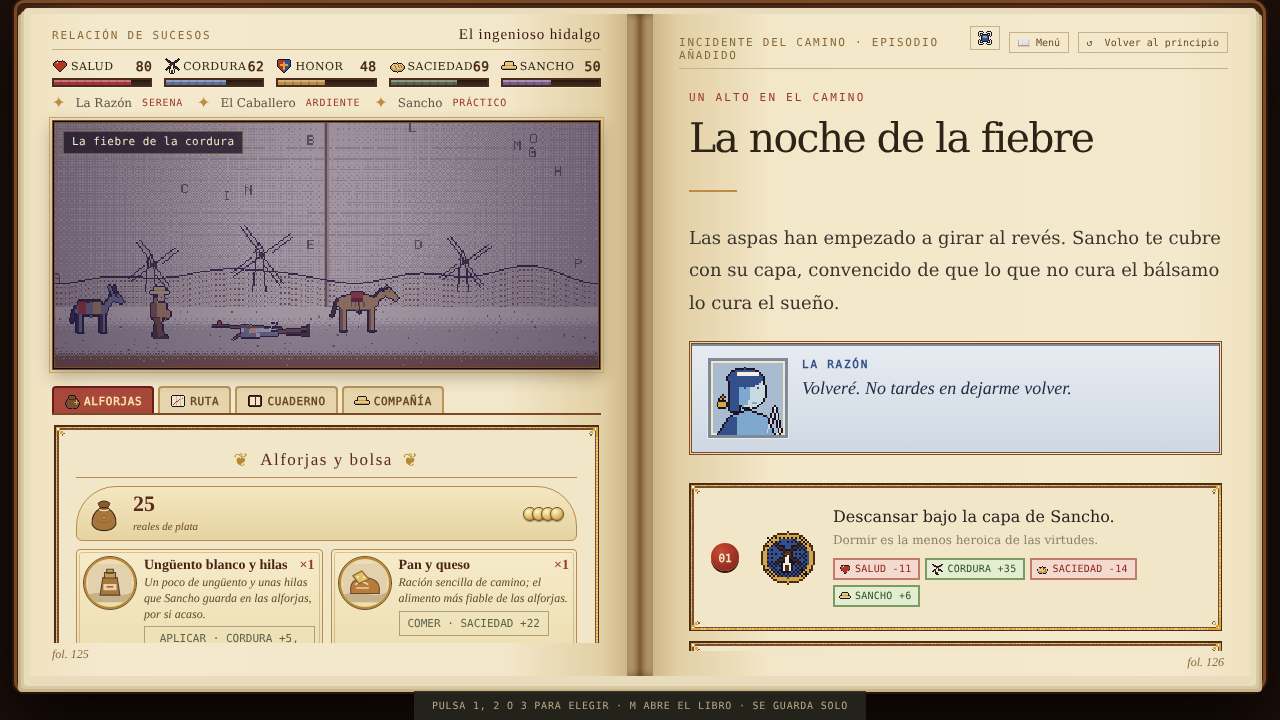 RELACIÓN DE SUCESOS
El ingenioso hidalgo
SALUD 80
CORDURA 62
HONOR 48
SACIEDAD 69
SANCHO 50
La Razón SERENA
El Caballero ARDIENTE
Sancho PRÁCTICO
La fiebre de la cordura
B
L
M
O
G
H
C
I
N
E
D
P
ALFORJAS
RUTA
CUADERNO
COMPAÑÍA
Alforjas y bolsa
25
reales de plata
Ungüento blanco y hilas ×1
Un poco de ungüento y unas hilas
que Sancho guarda en las alforjas,
por si acaso.
APLICAR · CORDURA +5,
Pan y queso ×1
Ración sencilla de camino; el
alimento más fiable de las alforjas.
COMER · SACIEDAD +22
fol. 125
INCIDENTE DEL CAMINO · EPISODIO
AÑADIDO
📖 Menú
↺ Volver al principio
UN ALTO EN EL CAMINO
La noche de la fiebre
Las aspas han empezado a girar al revés. Sancho te cubre
con su capa, convencido de que lo que no cura el bálsamo
lo cura el sueño.
LA RAZÓN
Volveré. No tardes en dejarme volver.
01
Descansar bajo la capa de Sancho.
Dormir es la menos heroica de las virtudes.
SALUD -11
CORDURA +35
SACIEDAD -14
SANCHO +6
fol. 126
PULSA 1, 2 O 3 PARA ELEGIR · M ABRE EL LIBRO · SE GUARDA SOLO